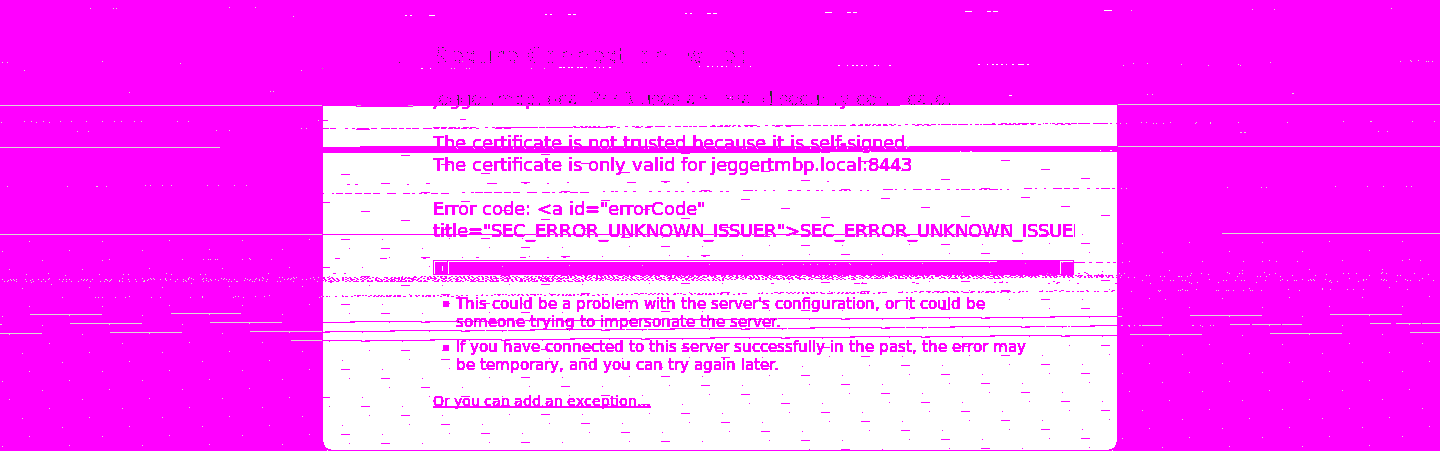 The certificate is not trusted because it is self-signed.
The certificate is only valid for jeggertmbp.local:8443
Error code: <a id="errorCode"
title="SEC_ERROR_UNKNOWN_ISSUER">SEC_ERROR_UNKNOWN_ISSUE
This could be a problem with the server's configuration, or it could be
someone trying to impersonate the server.
If you have connected to this server successfully in the past, the error may
be temporary, and you can try again later.
Or you can add an exception...